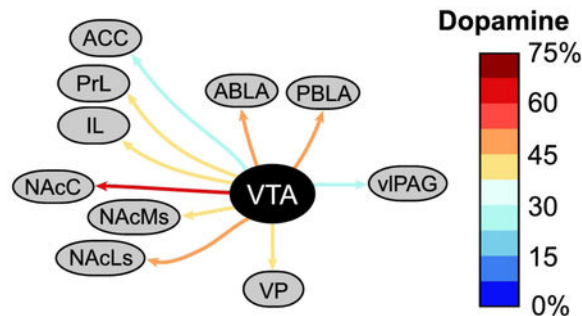 Dopamine
ACC
PrL
IL
NAcC
NAcMs
NAcLs
ABLA
PBLA
VTA
vlPAG
VP
75%
60
45
30
15
0%